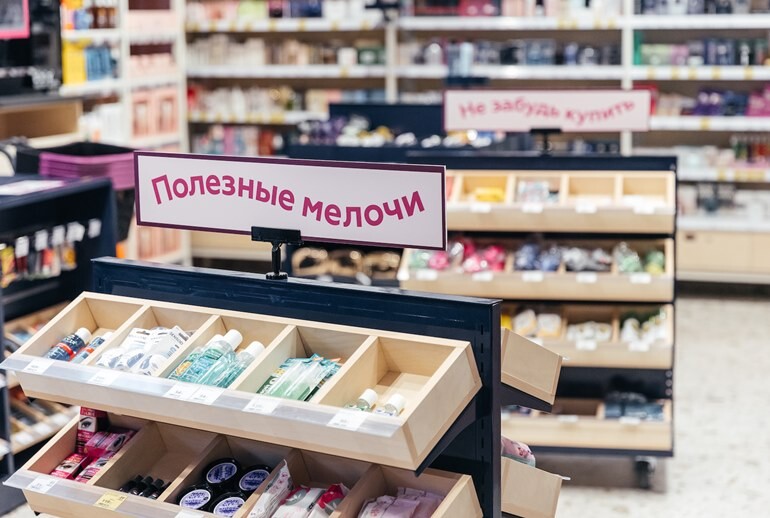 Полезные мелочи
Не забудь купить